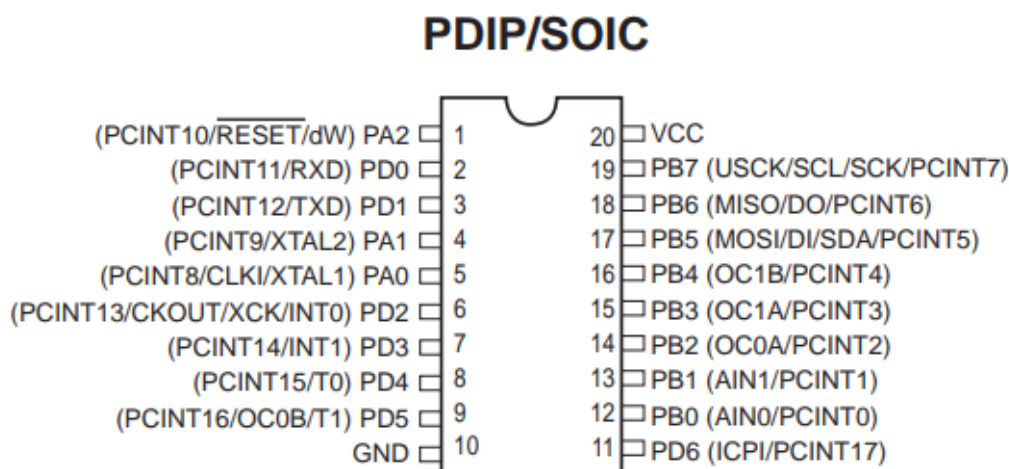 PDIP/SOIC
(PCINT10/RESET/dW) PA2 1 20 VCC
(PCINT11/RXD) PD0 2 19 PB7 (USCK/SCL/SCK/PCINT7)
(PCINT12/TXD) PD1 3 18 PB6 (MISO/DO/PCINT6)
(PCINT9/XTAL2) PA1 4 17 PB5 (MOSI/DI/SDA/PCINT5)
(PCINT8/CLKI/XTAL1) PA0 5 16 PB4 (OC1B/PCINT4)
(PCINT13/CKOUT/XCK/INT0) PD2 6 15 PB3 (OC1A/PCINT3)
(PCINT14/INT1) PD3 7 14 PB2 (OC0A/PCINT2)
(PCINT15/T0) PD4 8 13 PB1 (AIN1/PCINT1)
(PCINT16/OC0B/T1) PD5 9 12 PB0 (AIN0/PCINT0)
GND 10 11 PD6 (ICPI/PCINT17)